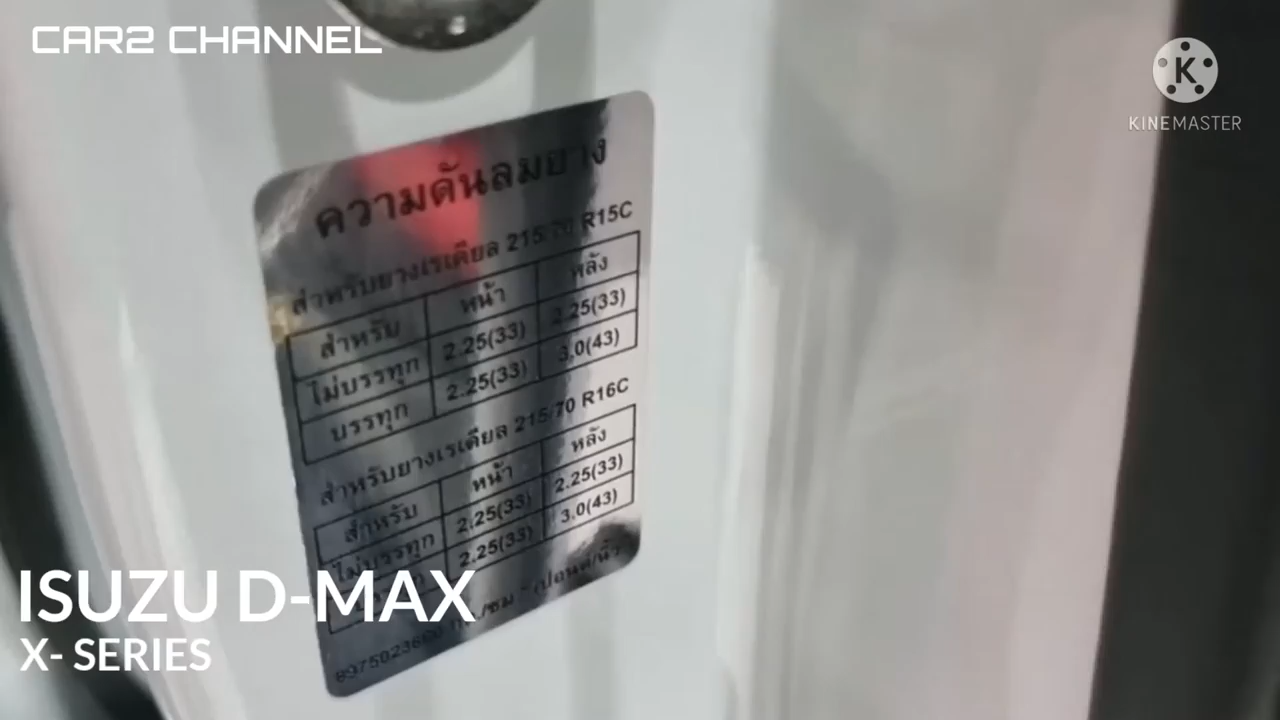 CAR2 CHANNEL
KINEMASTER
ความดันลมยาง
สำหรับยางเรเดียล 215/70 R15C
สำหรับ หน้า หลัง
ไม่บรรทุก 2.25(33) 2.25(33)
บรรทุก 2.25(33) 3.0(43)
สำหรับยางเรเดียล 215/70 R16C
สำหรับ หน้า หลัง
ไม่บรรทุก 2.25(33) 2.25(33)
2.25(33) 3.0(43)
(ปอนด์/นิ้ว
ISUZU D-MAX
X- SERIES